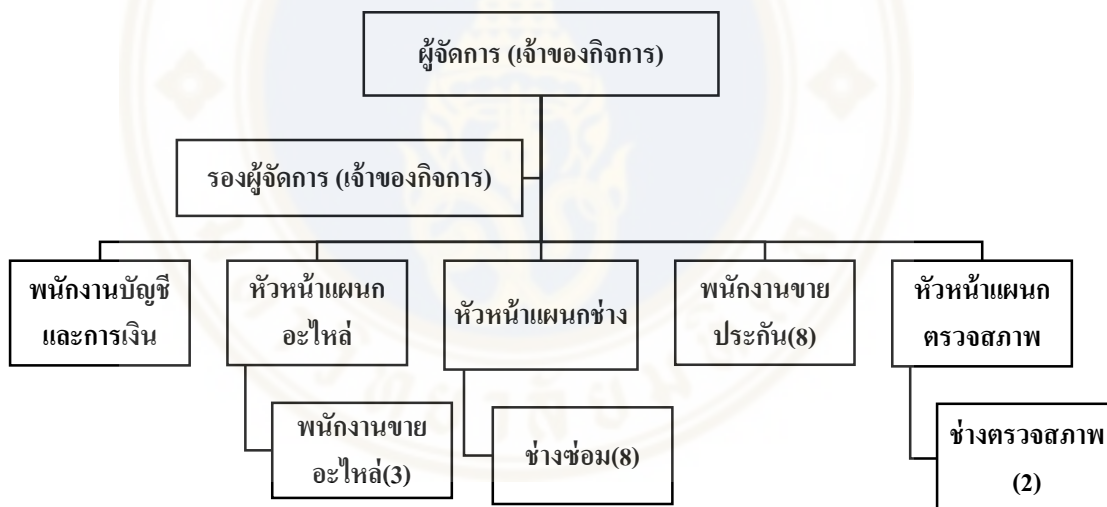 ผู้จัดการ (เจ้าของกิจการ)
รองผู้จัดการ (เจ้าของกิจการ)
พนักงานบัญชี
และการเงิน
หัวหน้าแผนก
อะไหล่
หัวหน้าแผนกช่าง
พนักงานขาย
ประกัน(8)
หัวหน้าแผนก
ตรวจสภาพ
พนักงานขาย
อะไหล่(3)
ช่างซ่อม(8)
ช่างตรวจสภาพ
(2)